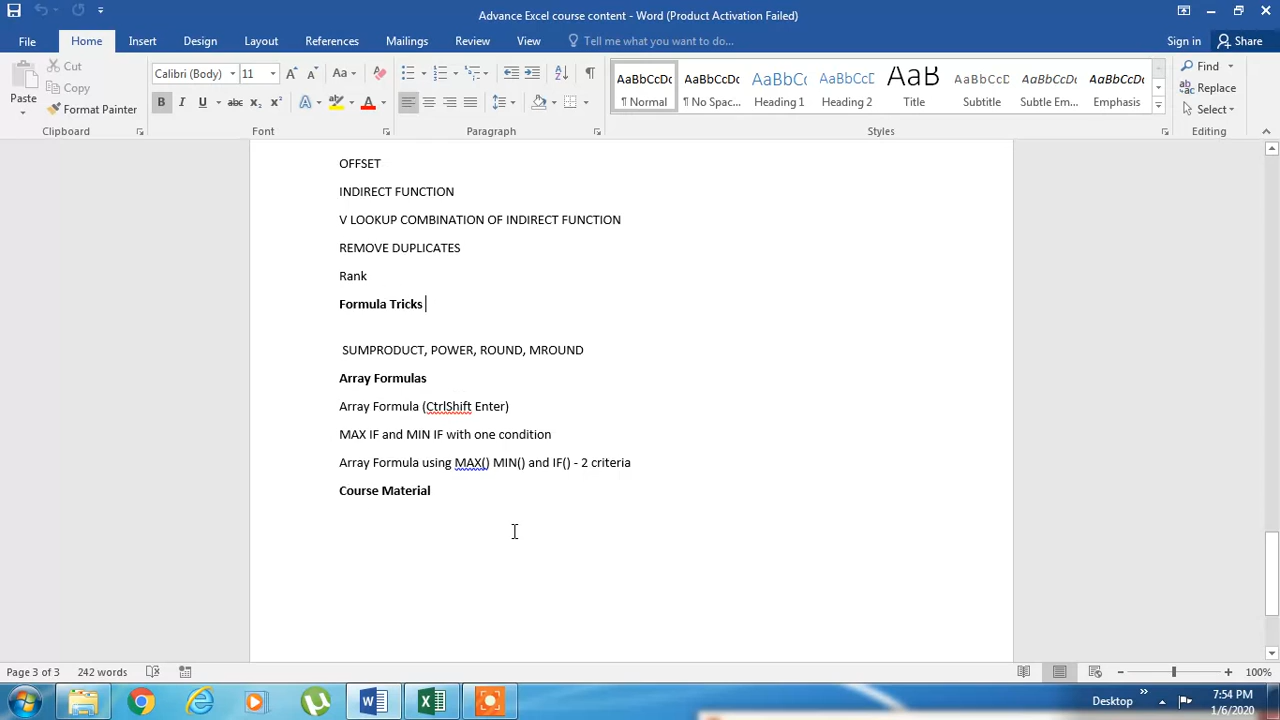 Advance Excel course content - Word (Product Activation Failed)
File Home Insert Design Layout References Mailings Review View Tell me what you want to do... Sign in Share
Paste Cut Copy Format Painter
Clipboard
Calibri (Body) 11
Font
Paragraph
AaBbCcDc AaBbCcDc AaBbCc AaBbCcD AaB AaBbCcD AaBbCcDc AaBbCcDc
¶ Normal ¶ No Spac... Heading 1 Heading 2 Title Subtitle Subtle Em... Emphasis
Styles
Find
Replace
Select
Editing
OFFSET
INDIRECT FUNCTION
V LOOKUP COMBINATION OF INDIRECT FUNCTION
REMOVE DUPLICATES
Rank
Formula Tricks
SUMPRODUCT, POWER, ROUND, MROUND
Array Formulas
Array Formula (CtrlShift Enter)
MAX IF and MIN IF with one condition
Array Formula using MAX() MIN() and IF() - 2 criteria
Course Material
Page 3 of 3 242 words 100%
Desktop 7:54 PM
1/6/2020